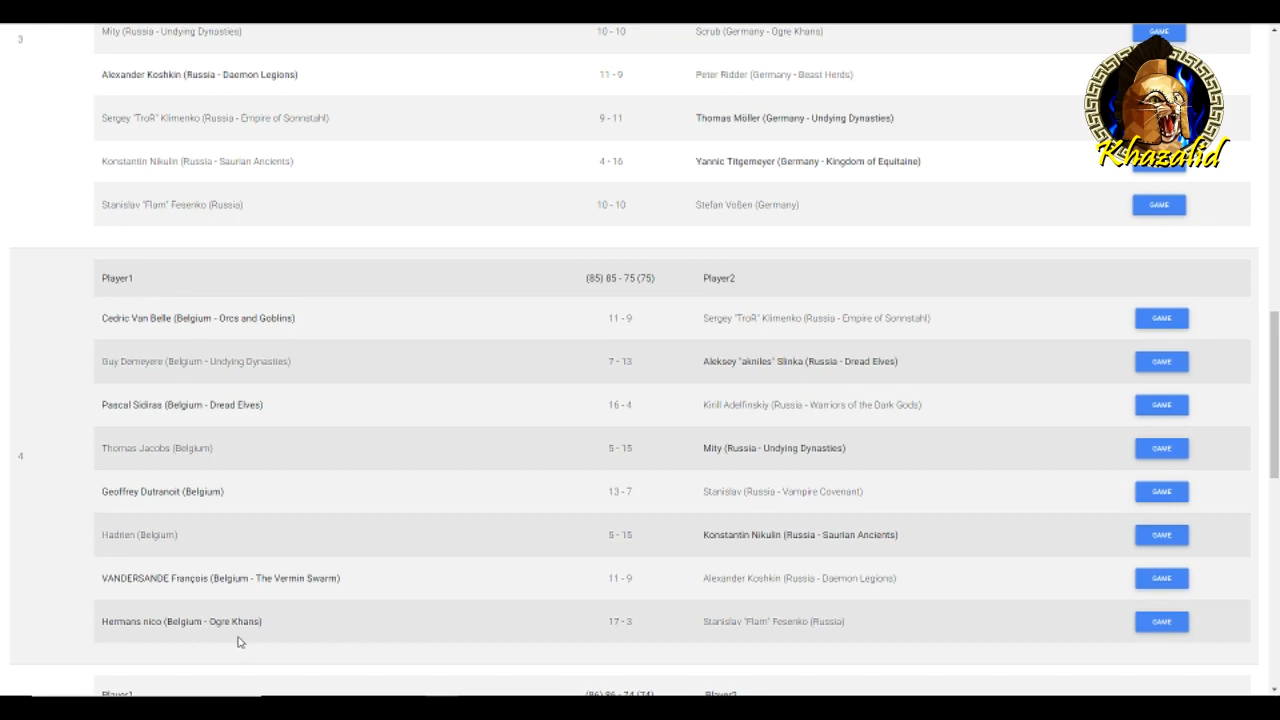 3 Mity (Russia - Undying Dynasties) 10 - 10 Scrub (Germany - Ogre Khans) GAME
Alexander Koshkin (Russia - Daemon Legions) 11 - 9 Peter Ridder (Germany - Beast Herds)
Sergey "TroR" Klimenko (Russia - Empire of Sonnstahl) 9 - 11 Thomas Möller (Germany - Undying Dynasties)
Konstantin Nikulin (Russia - Saurian Ancients) 4 - 16 Yannic Titgemeyer (Germany - Kingdom of Equitaine)
Khazalid
Stanislav "Flam" Fesenko (Russia) 10 - 10 Stefan Voßen (Germany) GAME
Player1 (85) 85 - 75 (75) Player2
Cedric Van Belle (Belgium - Orcs and Goblins) 11 - 9 Sergey "TroR" Klimenko (Russia - Empire of Sonnstahl) GAME
Guy Demeyere (Belgium - Undying Dynasties) 7 - 13 Aleksey "akniles" Slinka (Russia - Dread Elves) GAME
Pascal Sidiras (Belgium - Dread Elves) 16 - 4 Kirill Adelfinskiy (Russia - Warriors of the Dark Gods) GAME
4 Thomas Jacobs (Belgium) 5 - 15 Mity (Russia - Undying Dynasties) GAME
Geoffrey Dutranoit (Belgium) 13 - 7 Stanislav (Russia - Vampire Covenant) GAME
Hadrien (Belgium) 5 - 15 Konstantin Nikulin (Russia - Saurian Ancients) GAME
VANDERSANDE François (Belgium - The Vermin Swarm) 11 - 9 Alexander Koshkin (Russia - Daemon Legions) GAME
Hermans nico (Belgium - Ogre Khans) 17 - 3 Stanislav "Flam" Fesenko (Russia) GAME
Player1 (86) 86 - 74 (74) Player2